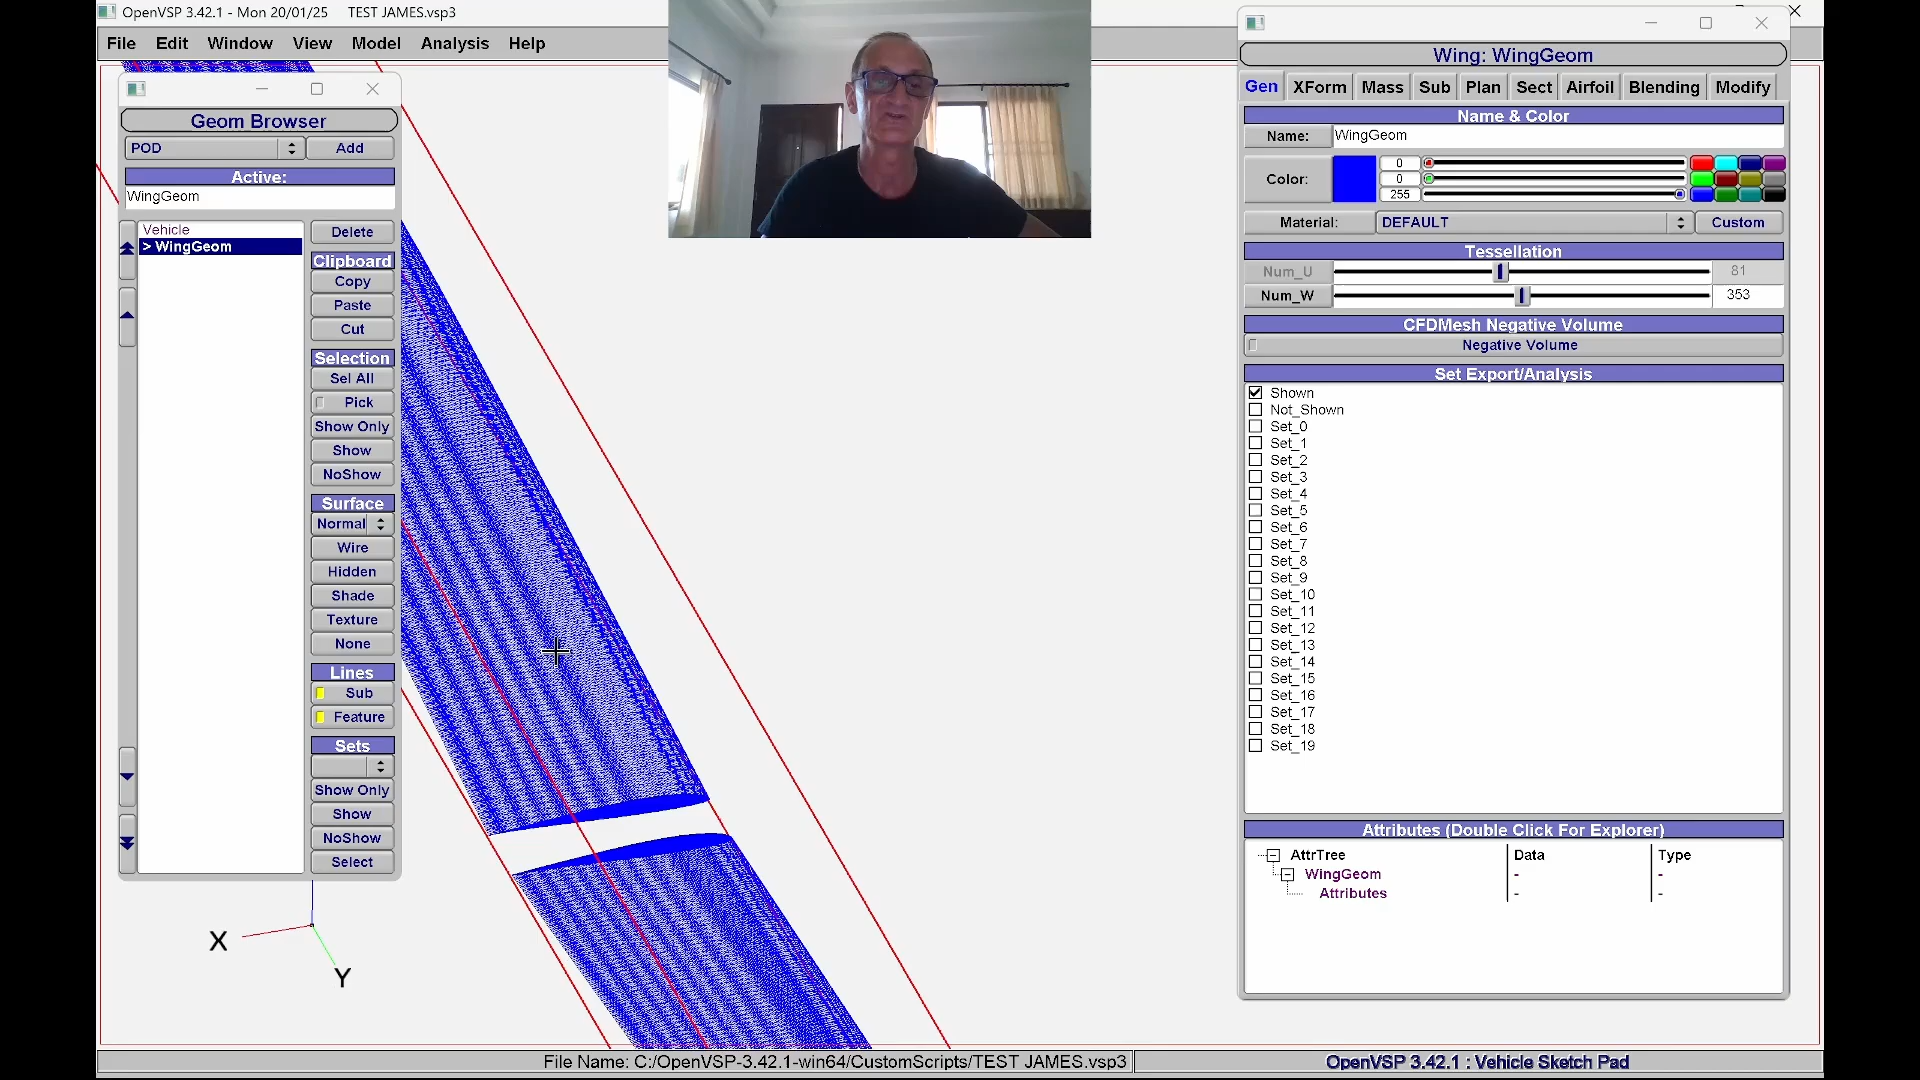 OpenVSP 3.42.1 - Mon 20/01/25 TEST JAMES.vsp3
File Edit Window View Model Analysis Help
Geom Browser
POD Add
Active:
WingGeom
Vehicle
> WingGeom
Delete
Clipboard
Copy
Paste
Cut
Selection
Sel All
Pick
Show Only
Show
NoShow
Surface
Normal
Wire
Hidden
Shade
Texture
None
Lines
Sub
Feature
Sets
Show Only
Show
NoShow
Select
X
Y
Wing: WingGeom
Gen XForm Mass Sub Plan Sect Airfoil Blending Modify
Name & Color
Name: WingGeom
Color:
0
0
255
Material: DEFAULT Custom
Tessellation
Num_U 81
Num_W 353
CFDMesh Negative Volume
Negative Volume
Set Export/Analysis
Shown
Not_Shown
Set_0
Set_1
Set_2
Set_3
Set_4
Set_5
Set_6
Set_7
Set_8
Set_9
Set_10
Set_11
Set_12
Set_13
Set_14
Set_15
Set_16
Set_17
Set_18
Set_19
Attributes (Double Click For Explorer)
AttrTree Data Type
WingGeom - -
Attributes - -
File Name: C:/OpenVSP-3.42.1-win64/CustomScripts/TEST JAMES.vsp3
OpenVSP 3.42.1 : Vehicle Sketch Pad